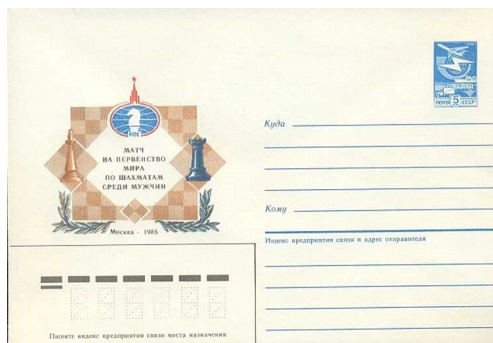 FIDE
МАТЧ
НА ПЕРВЕНСТВО
МИРА
ПО ШАХМАТАМ
СРЕДИ МУЖЧИН
Москва - 1985
ПОЧТА 5 СССР
Куда
Кому
Индекс предприятия связи и адрес отправителя
Пишите индекс предприятия связи места назначения